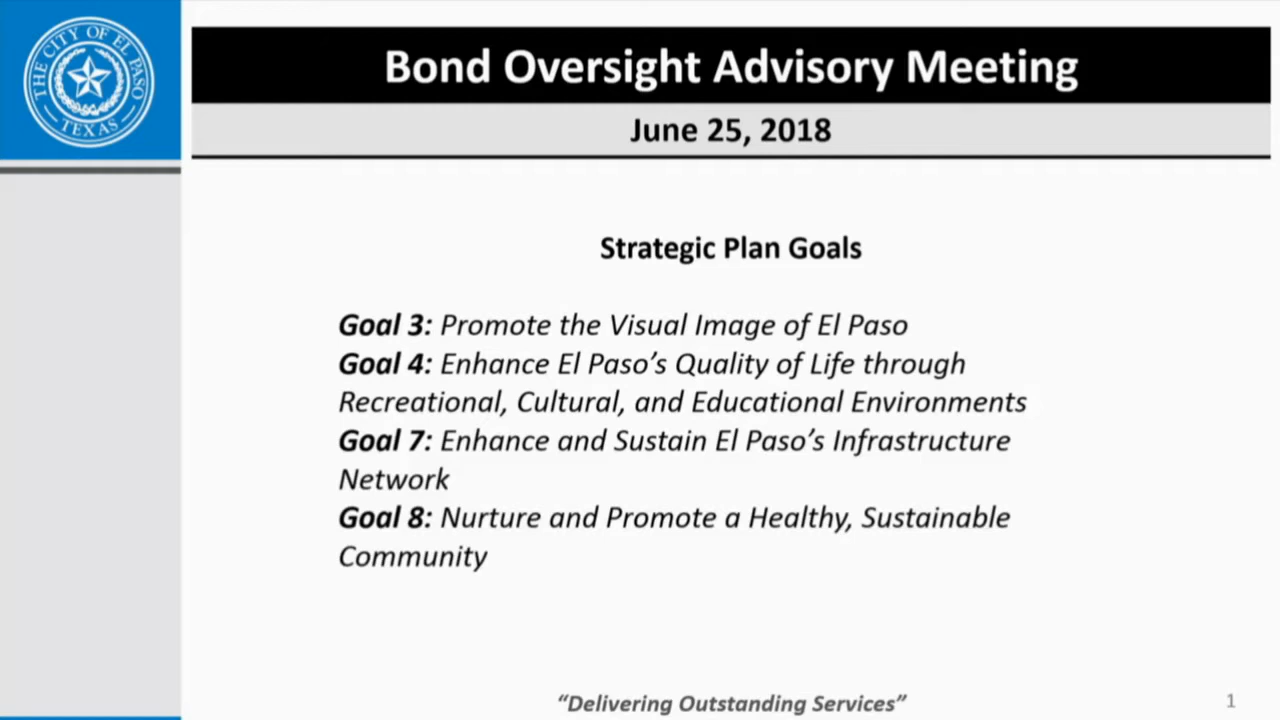 THE CITY OF EL PASO
TEXAS
Bond Oversight Advisory Meeting
June 25, 2018
Strategic Plan Goals
Goal 3: Promote the Visual Image of El Paso
Goal 4: Enhance El Paso’s Quality of Life through
Recreational, Cultural, and Educational Environments
Goal 7: Enhance and Sustain El Paso’s Infrastructure
Network
Goal 8: Nurture and Promote a Healthy, Sustainable
Community
“Delivering Outstanding Services”
1